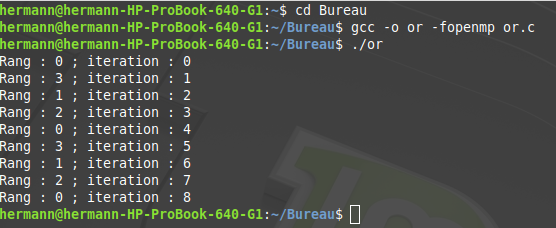 hermann@hermann-HP-ProBook-640-G1:~$ cd Bureau
hermann@hermann-HP-ProBook-640-G1:~/Bureau$ gcc -o or -fopenmp or.c
hermann@hermann-HP-ProBook-640-G1:~/Bureau$ ./or
Rang : 0 ; iteration : 0
Rang : 3 ; iteration : 1
Rang : 1 ; iteration : 2
Rang : 2 ; iteration : 3
Rang : 0 ; iteration : 4
Rang : 3 ; iteration : 5
Rang : 1 ; iteration : 6
Rang : 2 ; iteration : 7
Rang : 0 ; iteration : 8
hermann@hermann-HP-ProBook-640-G1:~/Bureau$